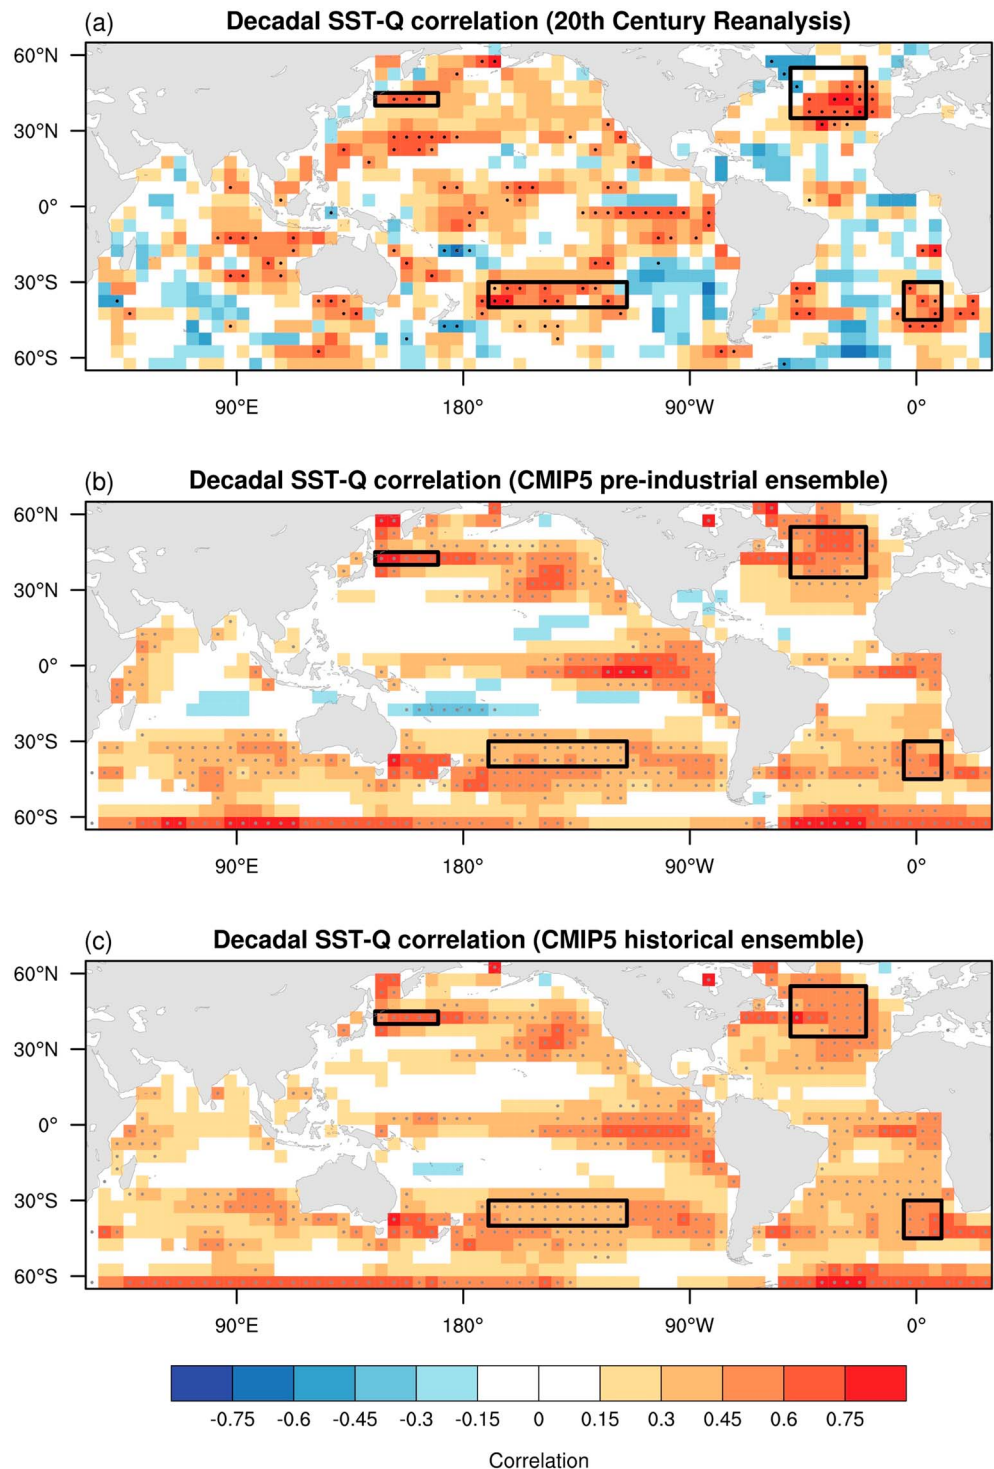 (a) Decadal SST-Q correlation (20th Century Reanalysis)
60°N
30°N
0°
30°S
60°S
90°E 180° 90°W 0°
(b) Decadal SST-Q correlation (CMIP5 pre-industrial ensemble)
60°N
30°N
0°
30°S
60°S
90°E 180° 90°W 0°
(c) Decadal SST-Q correlation (CMIP5 historical ensemble)
60°N
30°N
0°
30°S
60°S
90°E 180° 90°W 0°
-0.75 -0.6 -0.45 -0.3 -0.15 0 0.15 0.3 0.45 0.6 0.75
Correlation